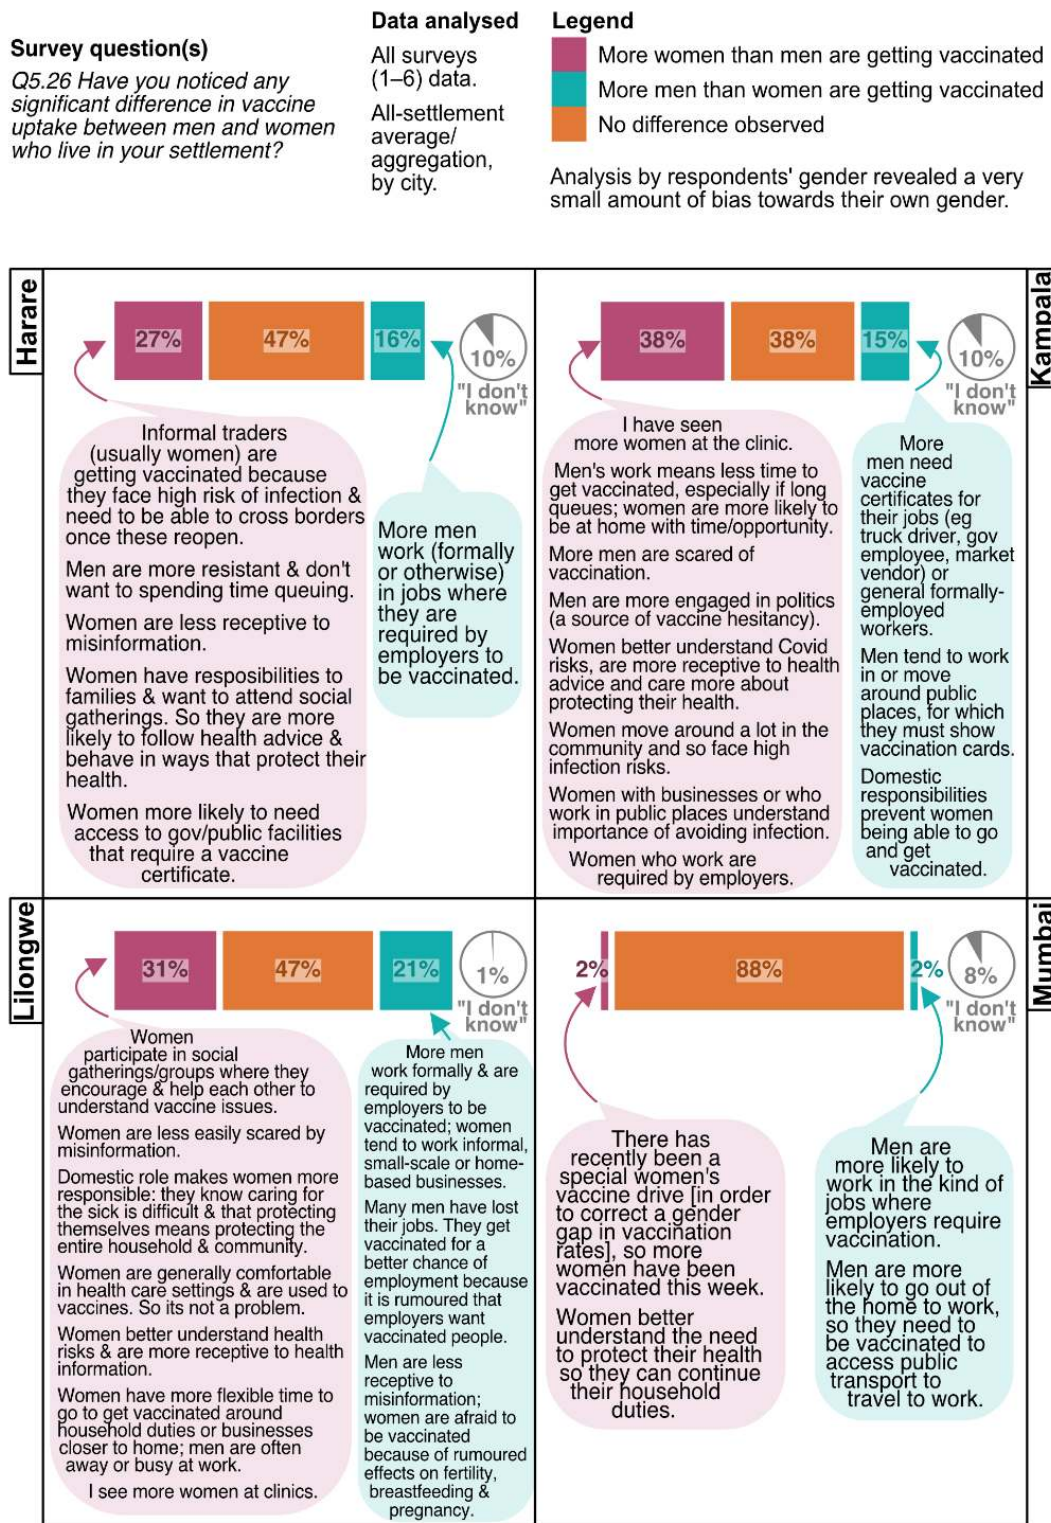 Survey question(s)
Q5.26 Have you noticed any
significant difference in vaccine
uptake between men and women
who live in your settlement?
Data analysed
All surveys
(1–6) data.
All-settlement
average/
aggregation,
by city.
Legend
More women than men are getting vaccinated
More men than women are getting vaccinated
No difference observed
Analysis by respondents' gender revealed a very
small amount of bias towards their own gender.
Harare
27%
47%
16%
10%
"I don't
know"
Informal traders
(usually women) are
getting vaccinated because
they face high risk of infection &
need to be able to cross borders
once these reopen.
Men are more resistant & don't
want to spending time queuing.
Women are less receptive to
misinformation.
Women have resposibilities to
families & want to attend social
gatherings. So they are more
likely to follow health advice &
behave in ways that protect their
health.
Women more likely to need
access to gov/public facilities
that require a vaccine
certificate.
More men
work (formally
or otherwise)
in jobs where
they are
required by
employers to
be vaccinated.
Kampala
38%
38%
15%
10%
"I don't
know"
I have seen
more women at the clinic.
Men's work means less time to
get vaccinated, especially if long
queues; women are more likely to
be at home with time/opportunity.
More men are scared of
vaccination.
Men are more engaged in politics
(a source of vaccine hesitancy).
Women better understand Covid
risks, are more receptive to health
advice and care more about
protecting their health.
Women move around a lot in the
community and so face high
infection risks.
Women with businesses or who
work in public places understand
importance of avoiding infection.
Women who work are
required by employers.
More
men need
vaccine
certificates for
their jobs (eg
truck driver, gov
employee, market
vendor) or
general formally-
employed
workers.
Men tend to work
in or move
around public
places, for which
they must show
vaccination cards.
Domestic
responsibilities
prevent women
being able to go
and get
vaccinated.
Lilongwe
31%
47%
21%
1%
"I don't
know"
Women
participate in social
gatherings/groups where they
encourage & help each other to
understand vaccine issues.
Women are less easily scared by
misinformation.
Domestic role makes women more
responsible: they know caring for
the sick is difficult & that protecting
themselves means protecting the
entire household & community.
Women are generally comfortable
in health care settings & are used to
vaccines. So its not a problem.
Women better understand health
risks & are more receptive to health
information.
Women have more flexible time to
go to get vaccinated around
household duties or businesses
closer to home; men are often
away or busy at work.
I see more women at clinics.
More men
work formally & are
required by
employers to be
vaccinated; women
tend to work informal,
small-scale or home-
based businesses.
Many men have lost
their jobs. They get
vaccinated for a
better chance of
employment because
it is rumoured that
employers want
vaccinated people.
Men are less
receptive to
misinformation;
women are afraid to
be vaccinated
because of rumoured
effects on fertility,
breastfeeding &
pregnancy.
Mumbai
2%
88%
2%
8%
"I don't
know"
There has
recently been a
special women's
vaccine drive [in order
to correct a gender
gap in vaccination
rates], so more
women have been
vaccinated this week.
Women better
understand the need
to protect their health
so they can continue
their household
duties.
Men are
more likely to
work in the kind of
jobs where
employers require
vaccination.
Men are more
likely to go out of
the home to work,
so they need to
be vaccinated to
access public
transport to
travel to work.